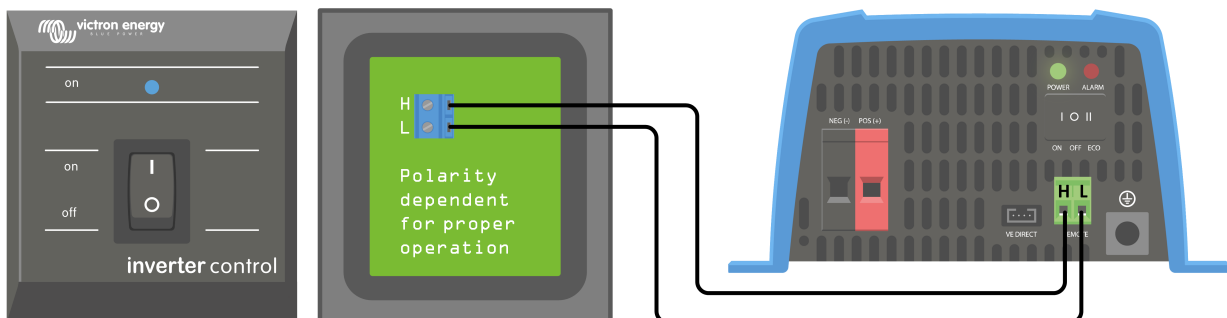 victron energy
BLUE POWER
on
on
I
O
off
inverter control
H
L
Polarity
dependent
for proper
operation
POWER ALARM
I O II
ON OFF ECO
NEG (-) POS (+)
H L
VE DIRECT
REMOTE